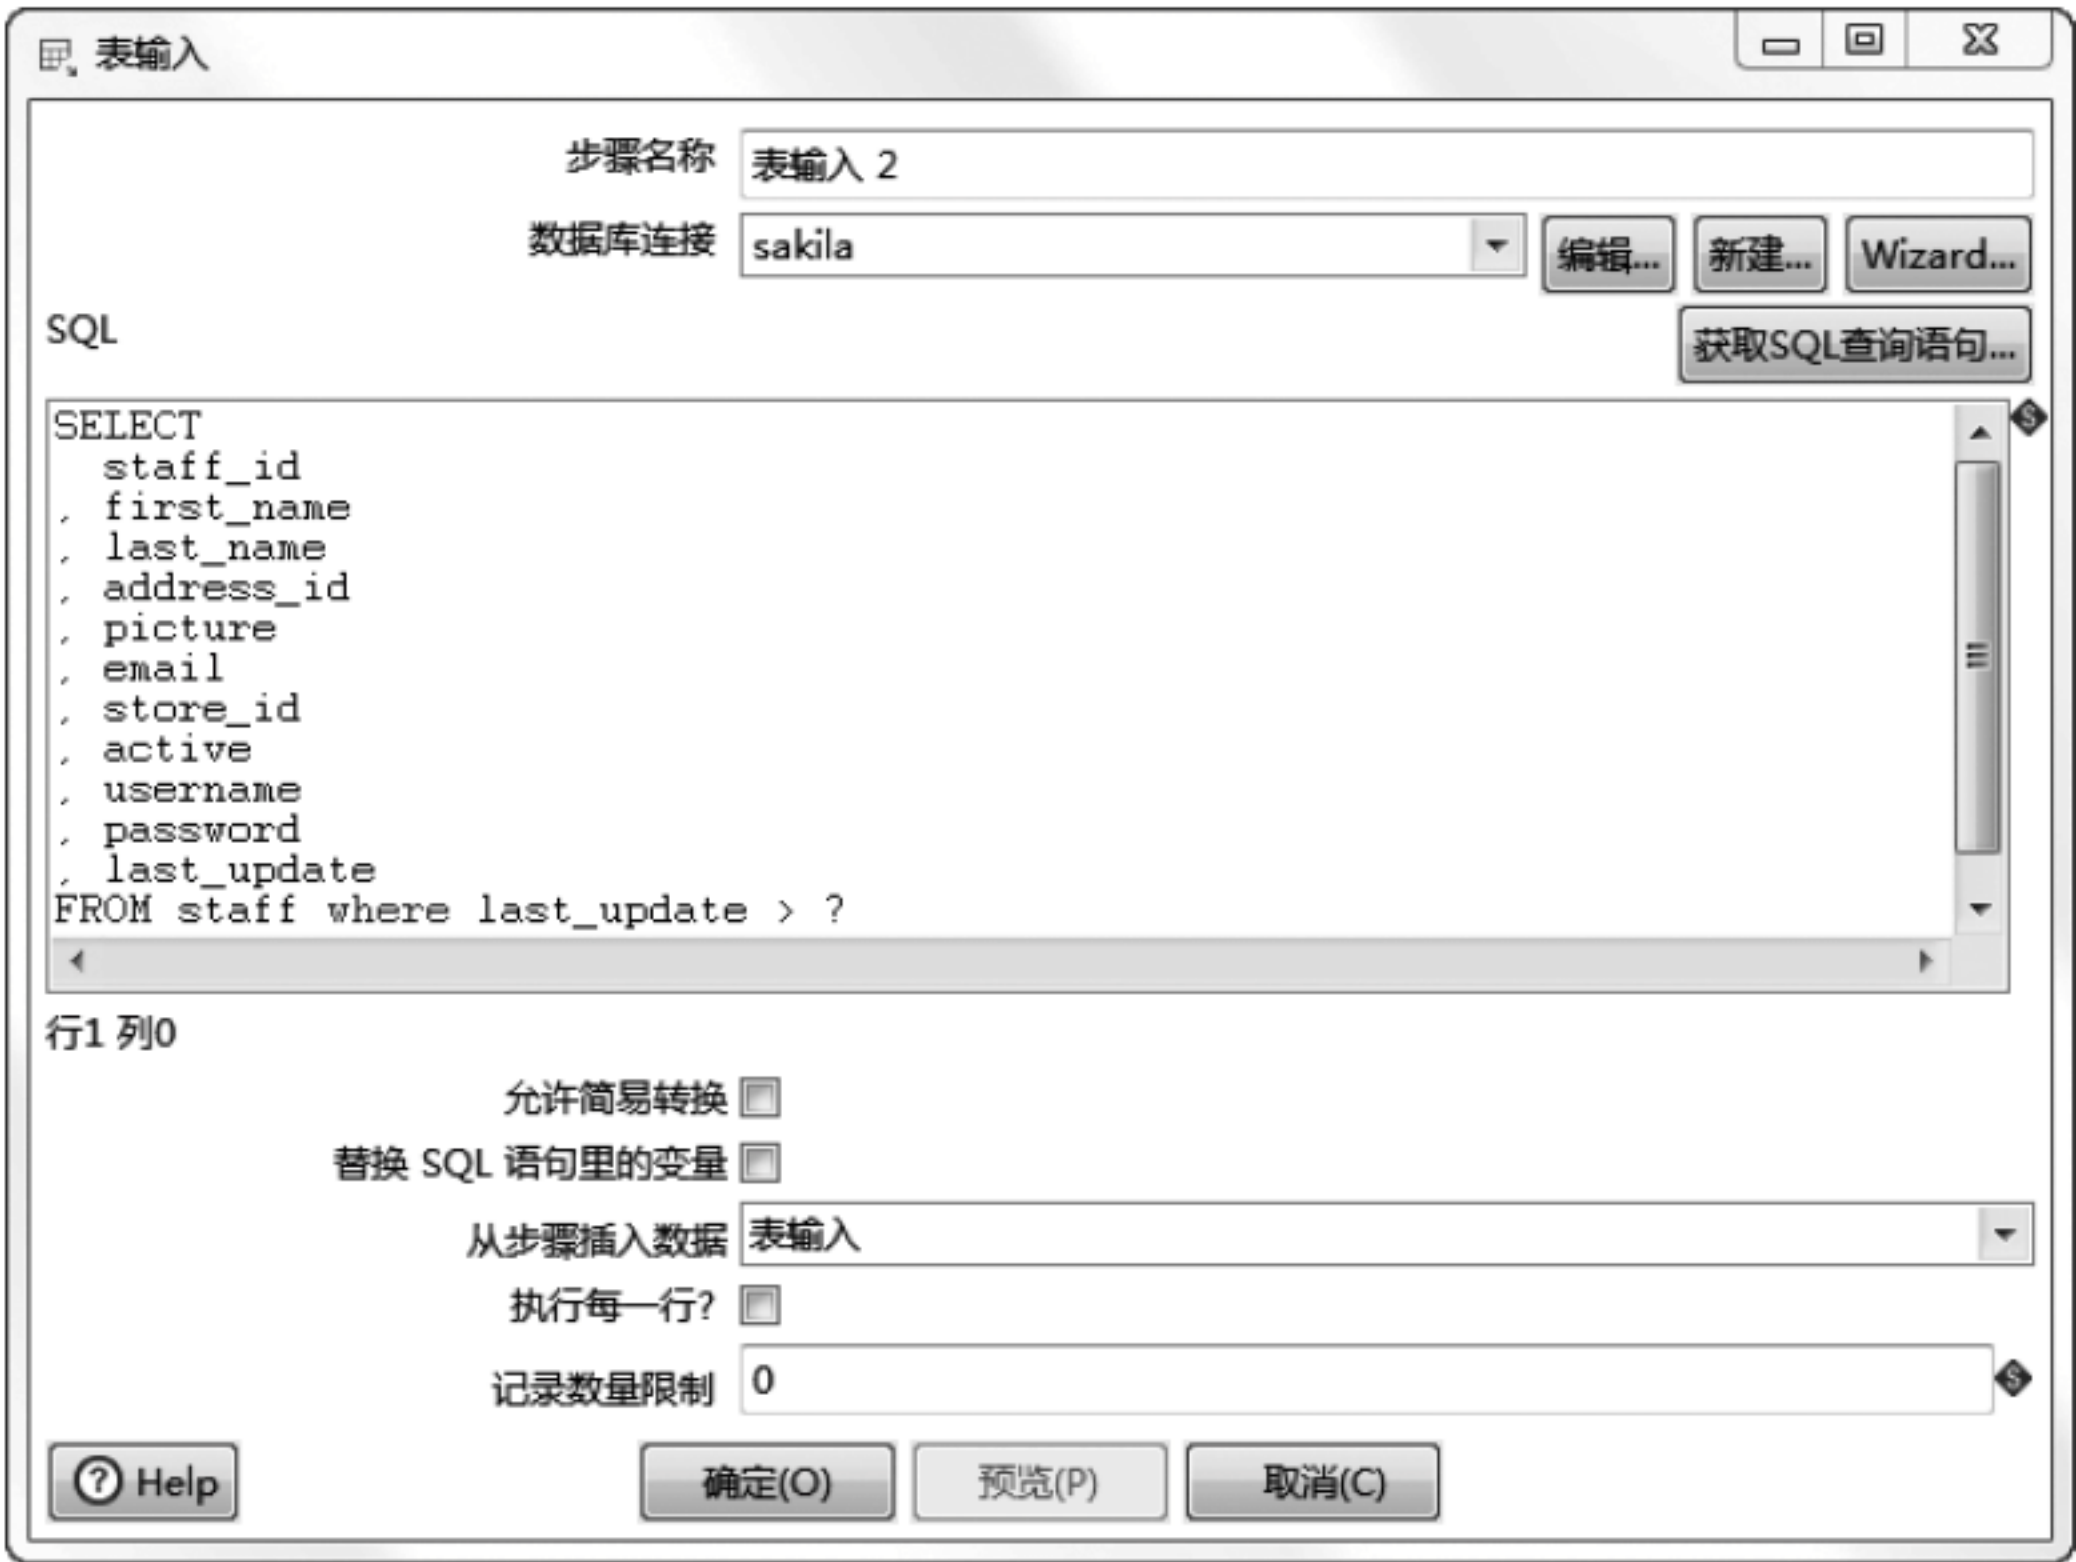 表输入
步骤名称 表输入 2
数据库连接 sakila 编辑... 新建... Wizard...
SQL 获取SQL查询语句...
SELECT
  staff_id
, first_name
, last_name
, address_id
, picture
, email
, store_id
, active
, username
, password
, last_update
FROM staff where last_update > ?
行1 列0
允许简易转换
替换 SQL 语句里的变量
从步骤插入数据 表输入
执行每一行?
记录数量限制 0
Help 确定(O) 预览(P) 取消(C)